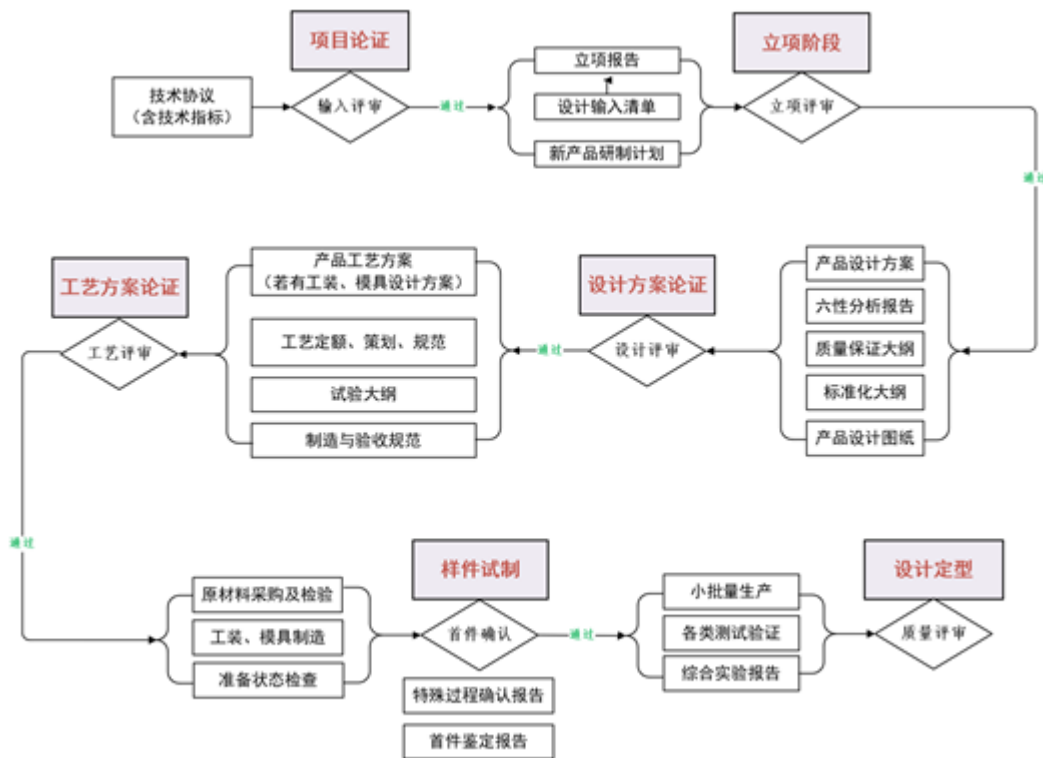 项目论证
立项阶段
技术协议
（含技术指标）
输入评审
通过
立项报告
设计输入清单
新产品研制计划
立项评审
通过
工艺方案论证
产品工艺方案
（若有工装、模具设计方案）
工艺定额、策划、规范
试验大纲
制造与验收规范
工艺评审
通过
设计方案论证
设计评审
产品设计方案
六性分析报告
质量保证大纲
标准化大纲
产品设计图纸
通过
样件试制
设计定型
原材料采购及检验
工装、模具制造
准备状态检查
首件确认
通过
特殊过程确认报告
首件鉴定报告
小批量生产
各类测试验证
综合实验报告
质量评审